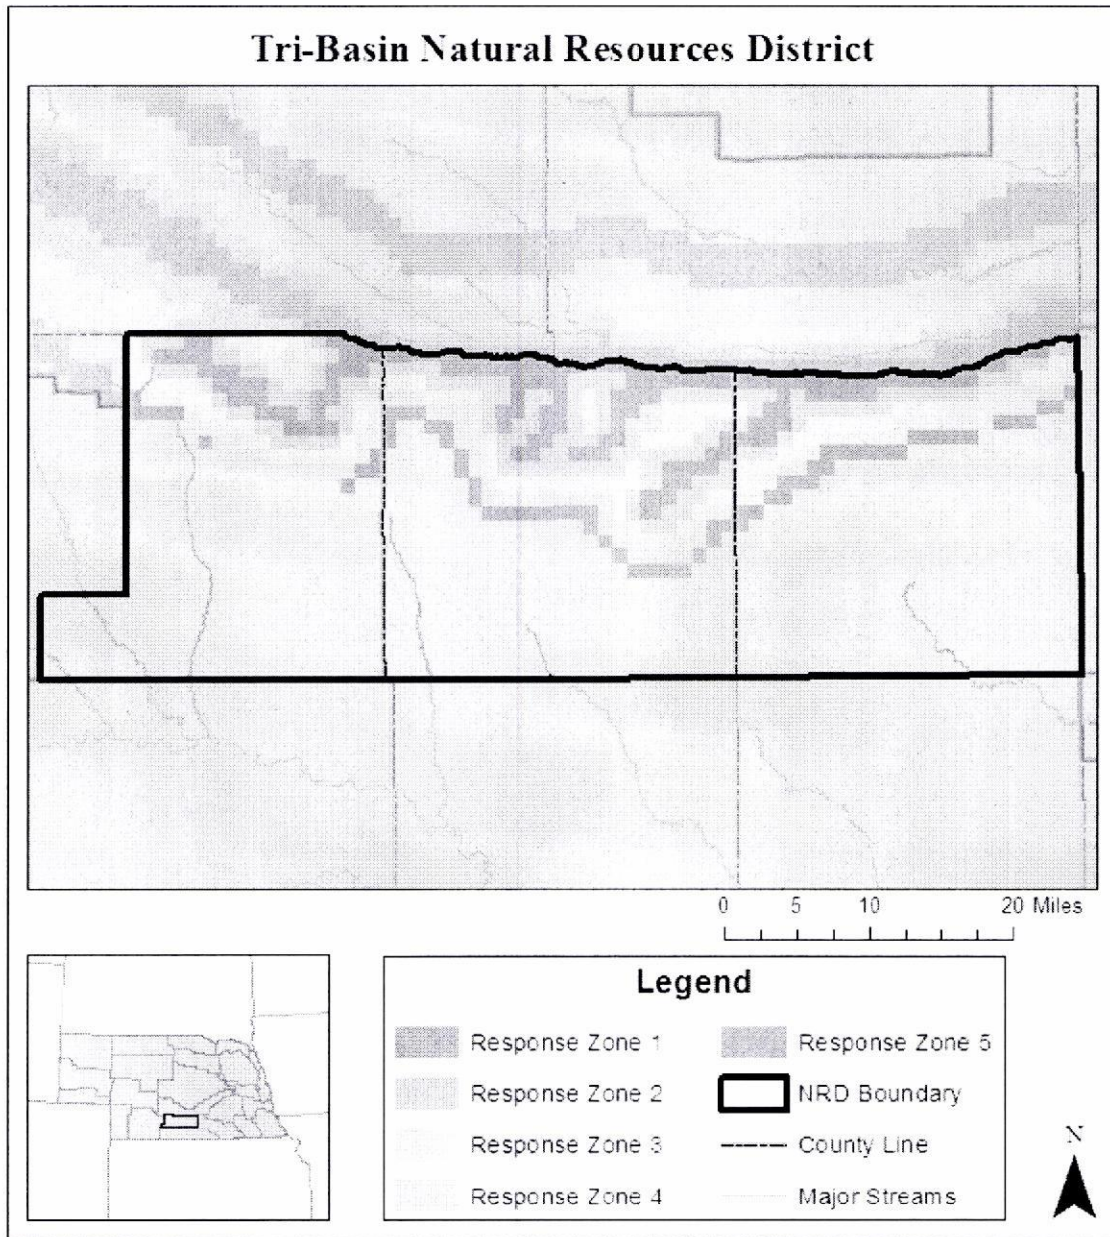 Tri-Basin Natural Resources District
0 5 10 20 Miles
Legend
Response Zone 1
Response Zone 2
Response Zone 3
Response Zone 4
Response Zone 5
NRD Boundary
County Line
Major Streams
N